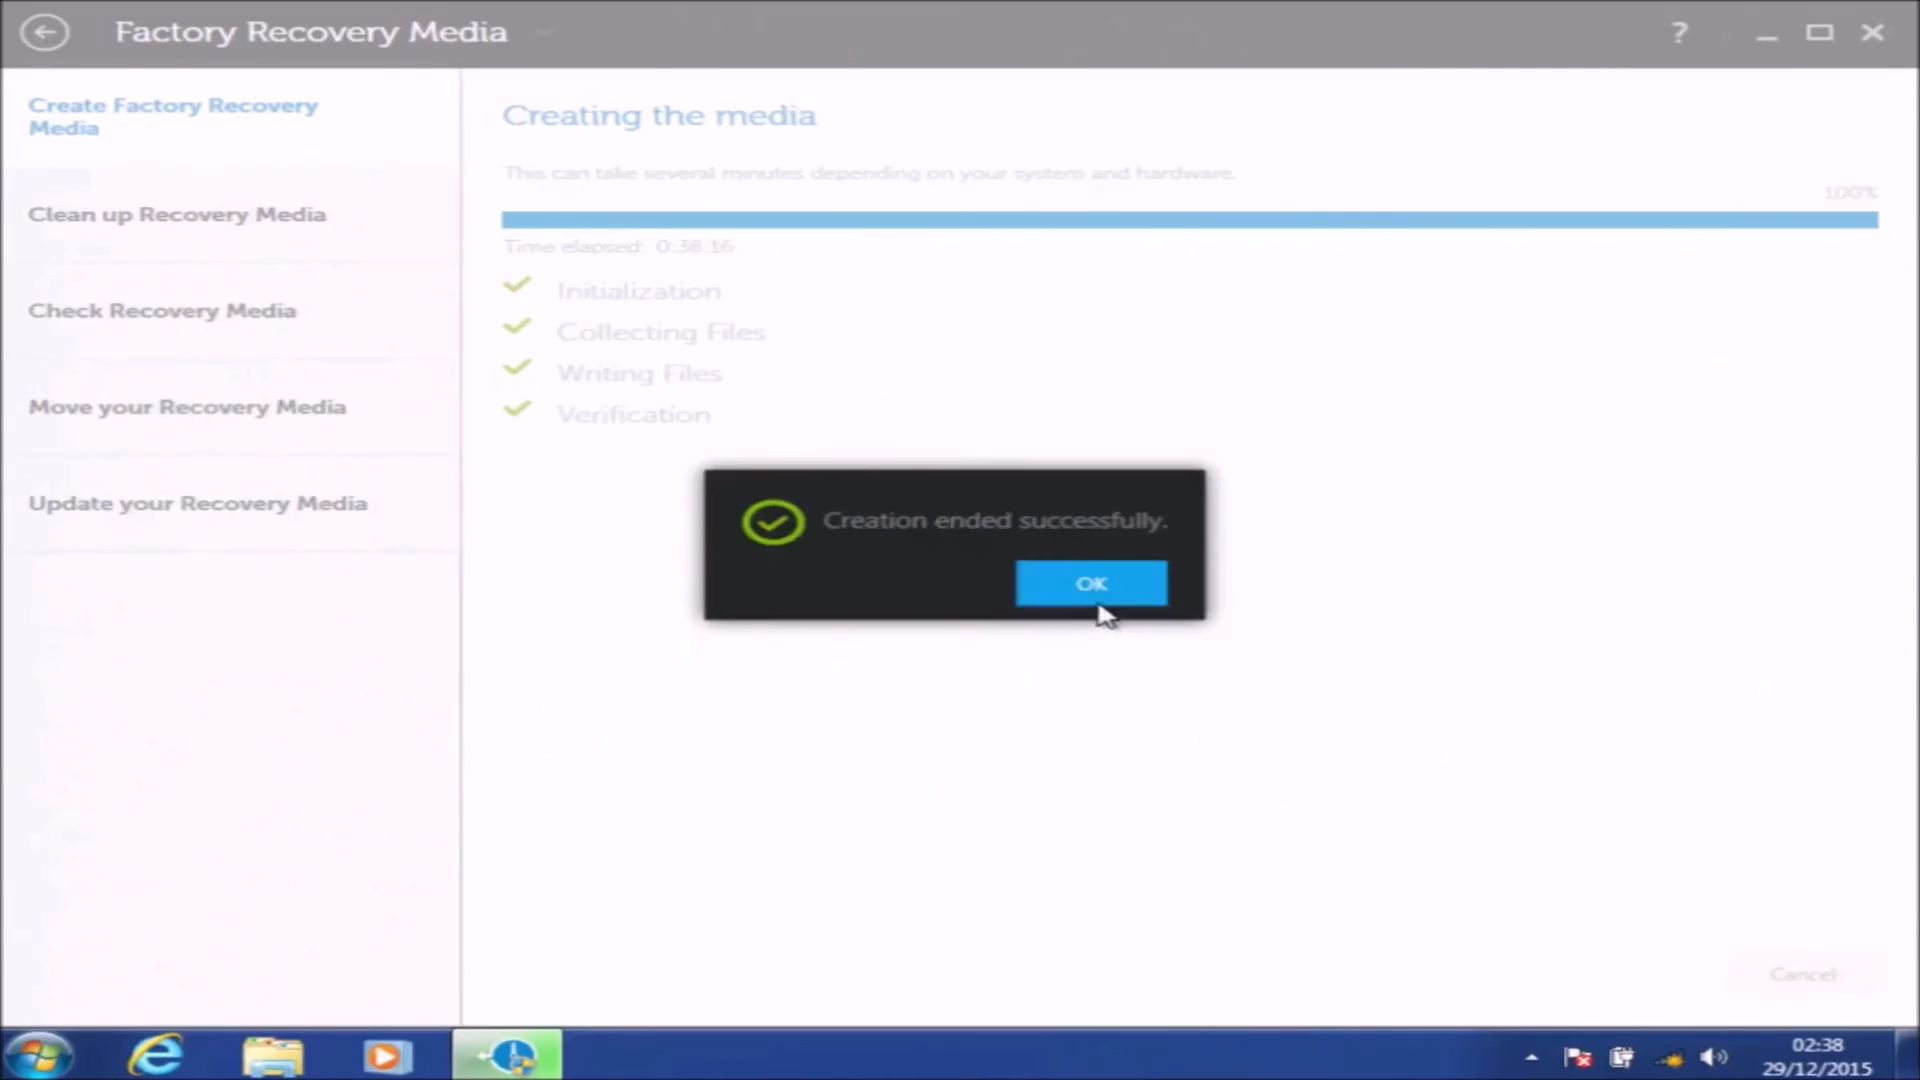 Factory Recovery Media
?
Create Factory Recovery
Media
Clean up Recovery Media
Check Recovery Media
Move your Recovery Media
Update your Recovery Media
Creating the media
This can take several minutes depending on your system and hardware.
100%
Time elapsed: 0:38:16
Initialization
Collecting Files
Writing Files
Verification
Creation ended successfully.
OK
Cancel
02:38
29/12/2015